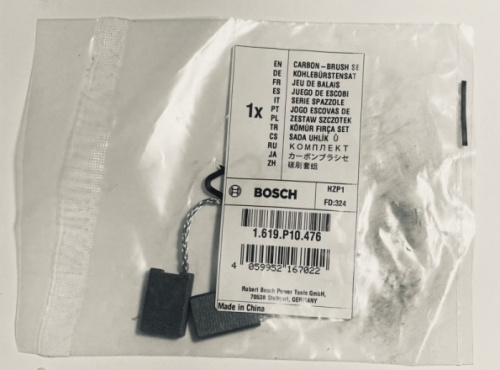 EN CARBON-BRUSH SE
DE KOHLEBÜRSTENSAT
FR JEU DE BALAIS
ES JUEGO DE ESCOBI
IT SERIE SPAZZOLE
PT JOGO ESCOVAS DE
PL ZESTAW SZCZOTEK
TR KÖMÜR FIRÇA SET
CS SADA UHLÍK Ů
RU КОМПЛЕКТ
JA カーボンブラシセ
ZH 碳刷套组
1x
BOSCH
HZP1
FD:324
1.619.P10.476
4 059952 167022
Robert Bosch Power Tools GmbH,
70538 Stuttgart, GERMANY
Made in China